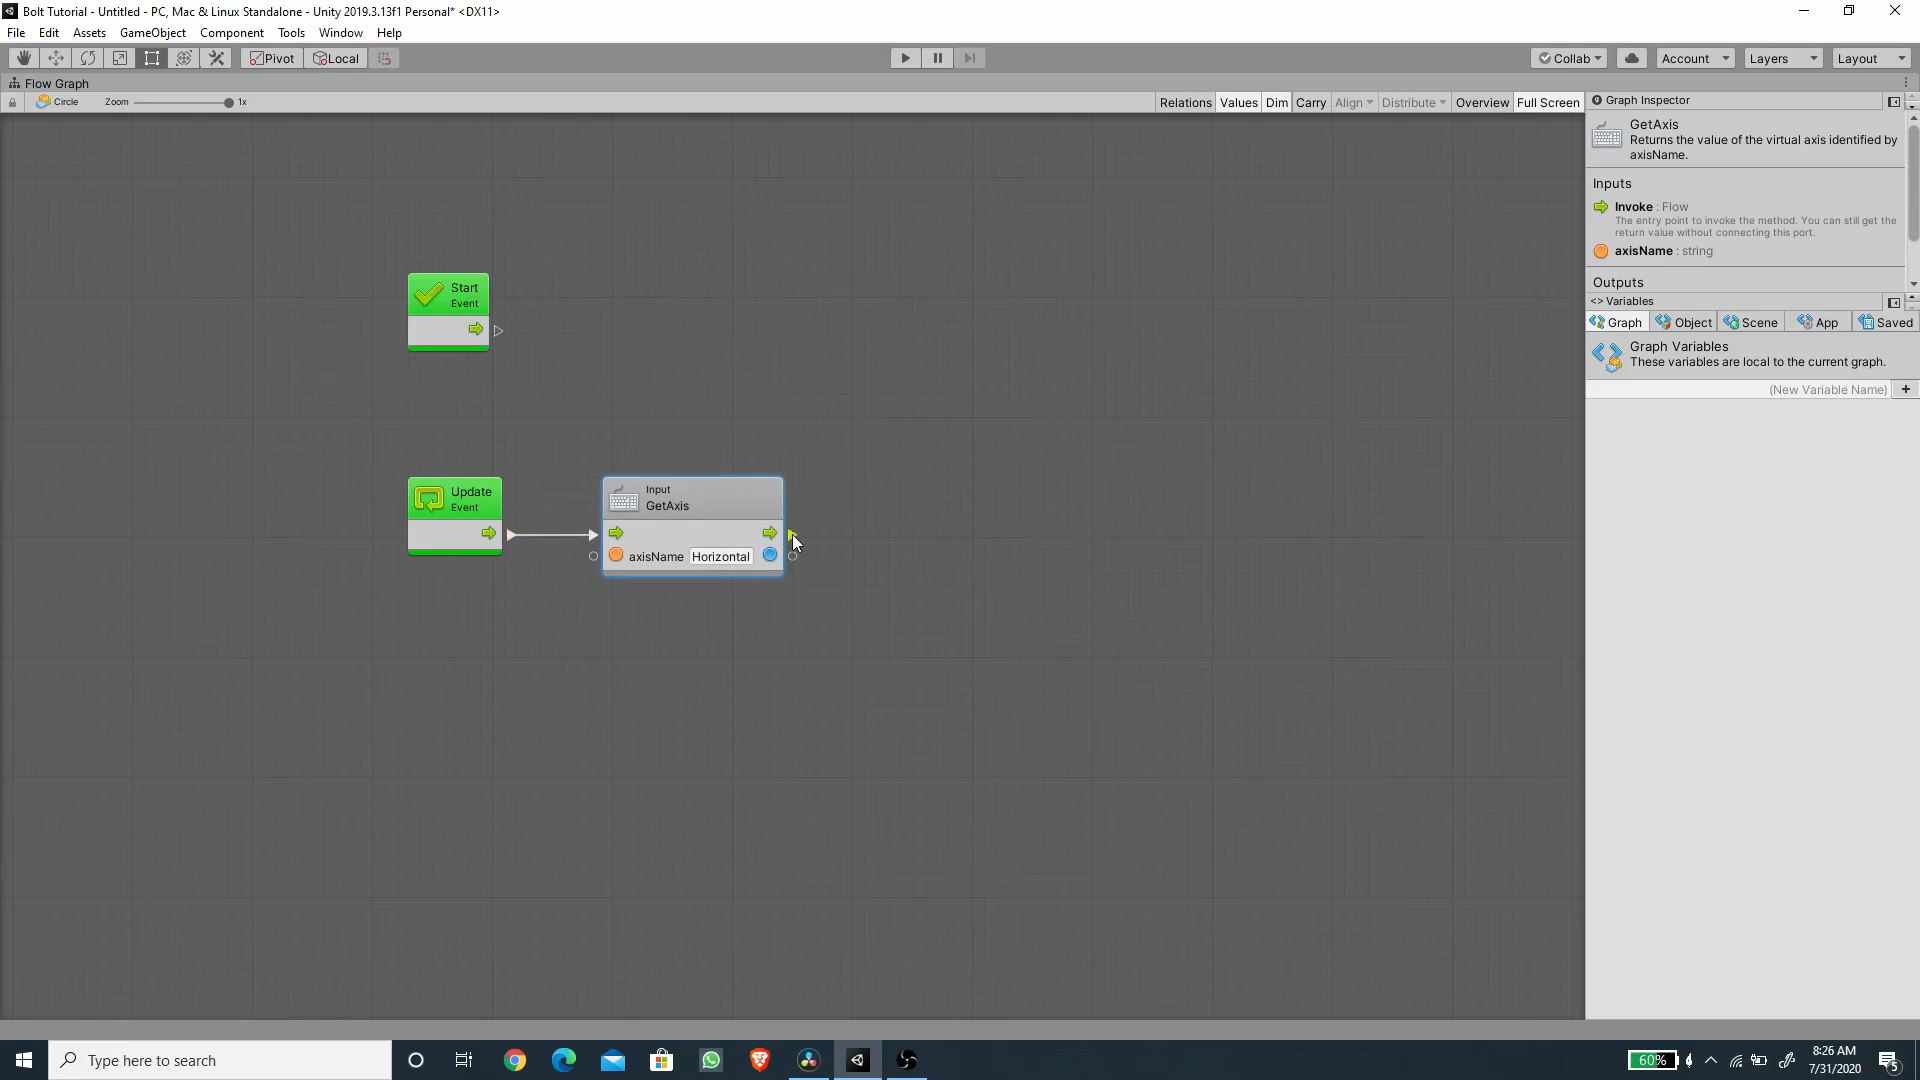 Bolt Tutorial - Untitled - PC, Mac & Linux Standalone - Unity 2019.3.13f1 Personal* <DX11>
File Edit Assets GameObject Component Tools Window Help
Pivot Local Collab Account Layers Layout
Flow Graph
Circle Zoom 1x Relations Values Dim Carry Align Distribute Overview Full Screen
Graph Inspector
GetAxis
Returns the value of the virtual axis identified by
axisName.
Inputs
Invoke : Flow
The entry point to invoke the method. You can still get the
return value without connecting this port.
axisName : string
Outputs
<> Variables
Graph Object Scene App Saved
Graph Variables
These variables are local to the current graph.
(New Variable Name) +
Start
Event
Update
Event
Input
GetAxis
axisName Horizontal
Type here to search
60%
8:26 AM
7/31/2020
5